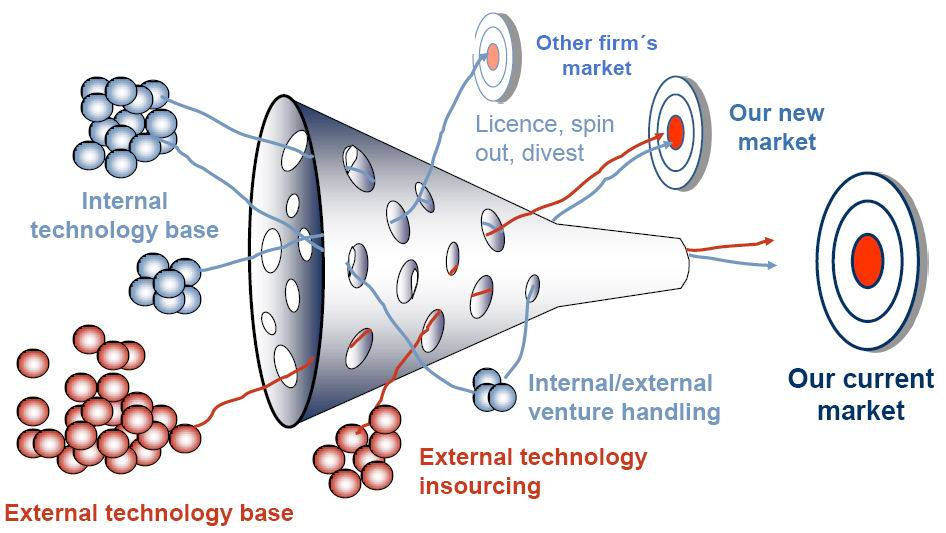 Other firm´s
market
Licence, spin
out, divest
Our new
market
Internal
technology base
Our current
market
Internal/external
venture handling
External technology
insourcing
External technology base